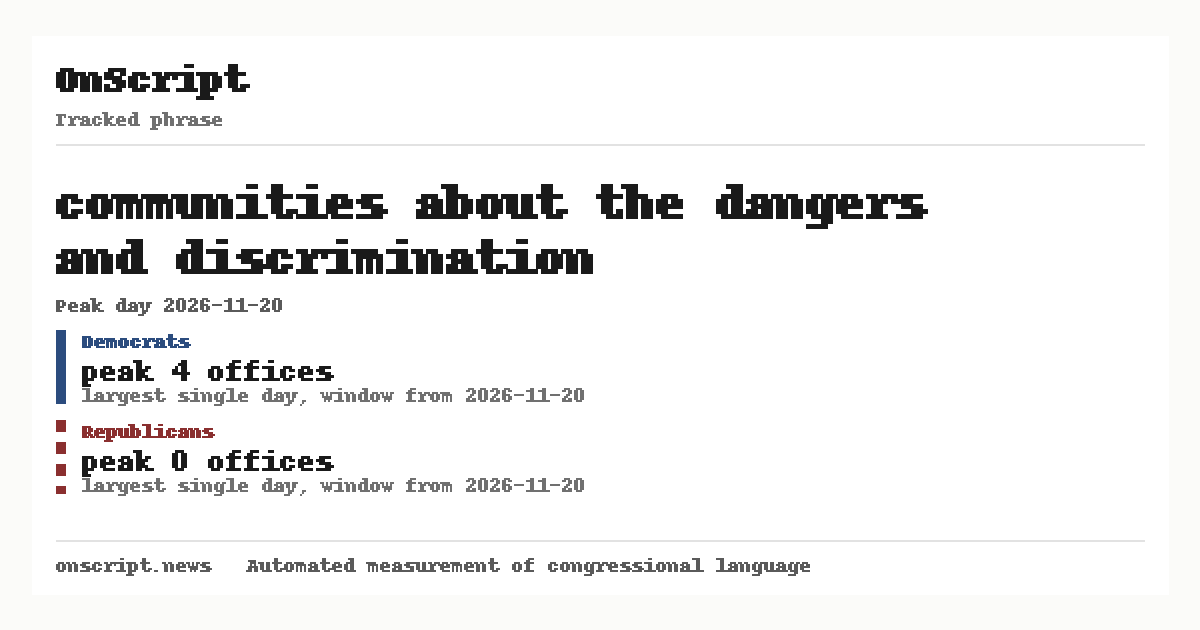 OnScript
Tracked phrase
communities about the dangers
and discrimination
Peak day 2026-11-20
Democrats
peak 4 offices
largest single day, window from 2026-11-20
Republicans
peak 0 offices
largest single day, window from 2026-11-20
onscript.news Automated measurement of congressional language